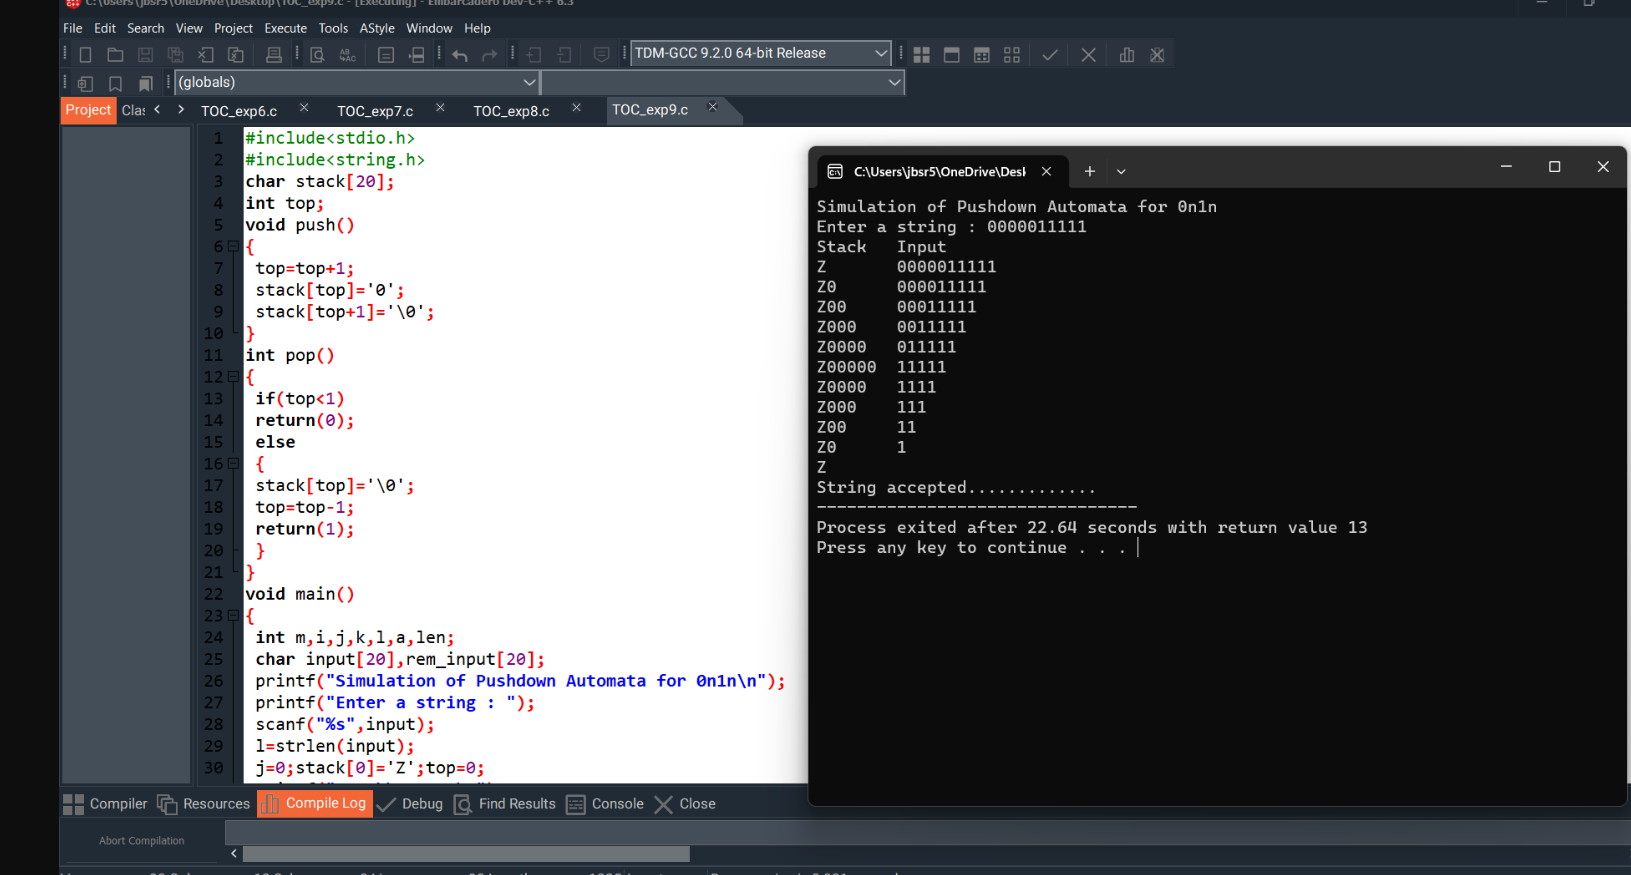 C:\Users\jbsr5\OneDrive\Desktop\TOC_exp9.c - [Executing] - Embarcadero Dev-C++ 6.3
File Edit Search View Project Execute Tools AStyle Window Help
TDM-GCC 9.2.0 64-bit Release
(globals)
Project Clas TOC_exp6.c TOC_exp7.c TOC_exp8.c TOC_exp9.c
1 #include<stdio.h>
2 #include<string.h>
3 char stack[20];
4 int top;
5 void push()
6 {
7 top=top+1;
8 stack[top]='0';
9 stack[top+1]='\0';
10 }
11 int pop()
12 {
13 if(top<1)
14 return(0);
15 else
16 {
17 stack[top]='\0';
18 top=top-1;
19 return(1);
20 }
21 }
22 void main()
23 {
24 int m,i,j,k,l,a,len;
25 char input[20],rem_input[20];
26 printf("Simulation of Pushdown Automata for 0n1n\n");
27 printf("Enter a string : ");
28 scanf("%s",input);
29 l=strlen(input);
30 j=0;stack[0]='Z';top=0;
C:\Users\jbsr5\OneDrive\Desl
Simulation of Pushdown Automata for 0n1n
Enter a string : 0000011111
Stack Input
Z 0000011111
Z0 000011111
Z00 00011111
Z000 0011111
Z0000 011111
Z00000 11111
Z0000 1111
Z000 111
Z00 11
Z0 1
Z
String accepted.............
--------------------------------
Process exited after 22.64 seconds with return value 13
Press any key to continue . . .
Compiler Resources Compile Log Debug Find Results Console Close
Abort Compilation